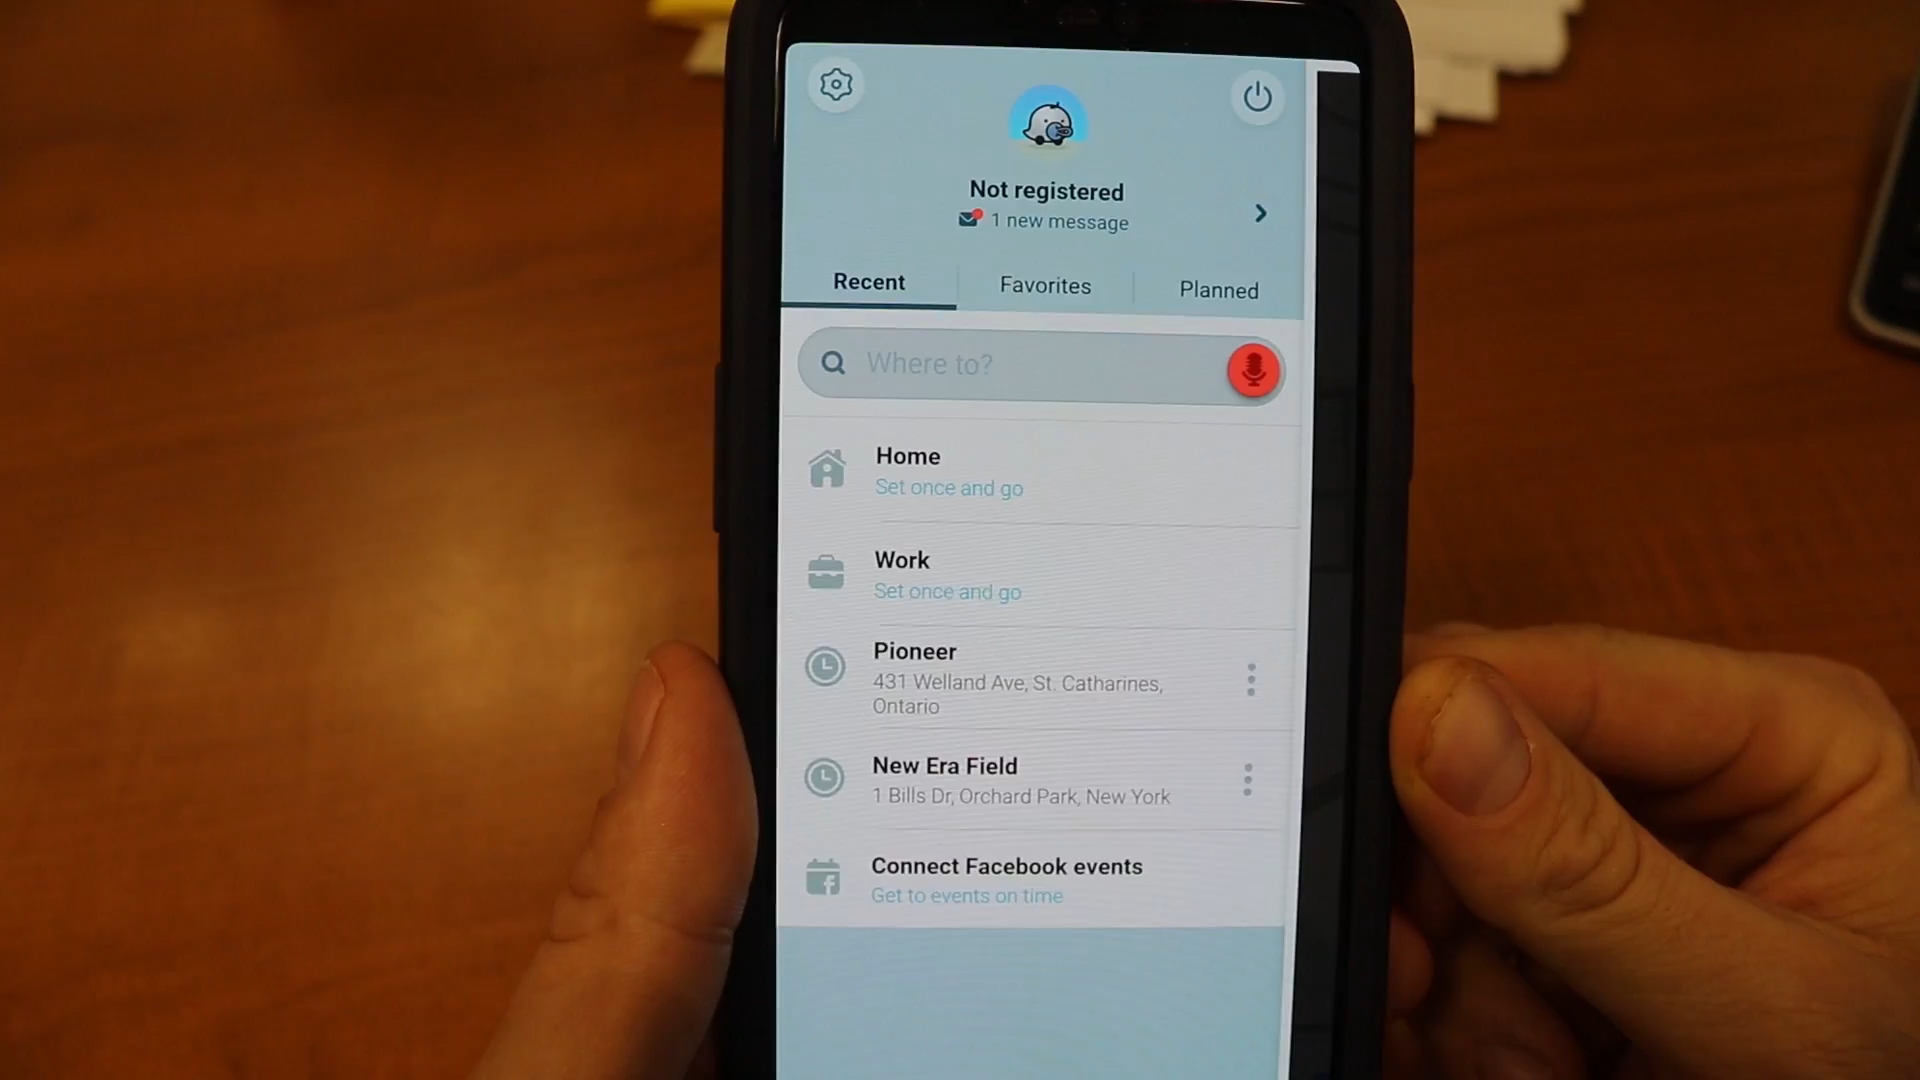 Not registered
1 new message
Recent
Favorites
Planned
Where to?
Home
Set once and go
Work
Set once and go
Pioneer
431 Welland Ave, St. Catharines,
Ontario
New Era Field
1 Bills Dr, Orchard Park, New York
Connect Facebook events
Get to events on time